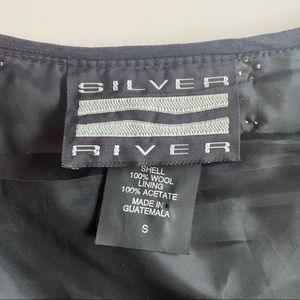 SILVER
RIVER
SHELL
100% WOOL
LINING
100% ACETATE
MADE IN
GUATEMALA
S